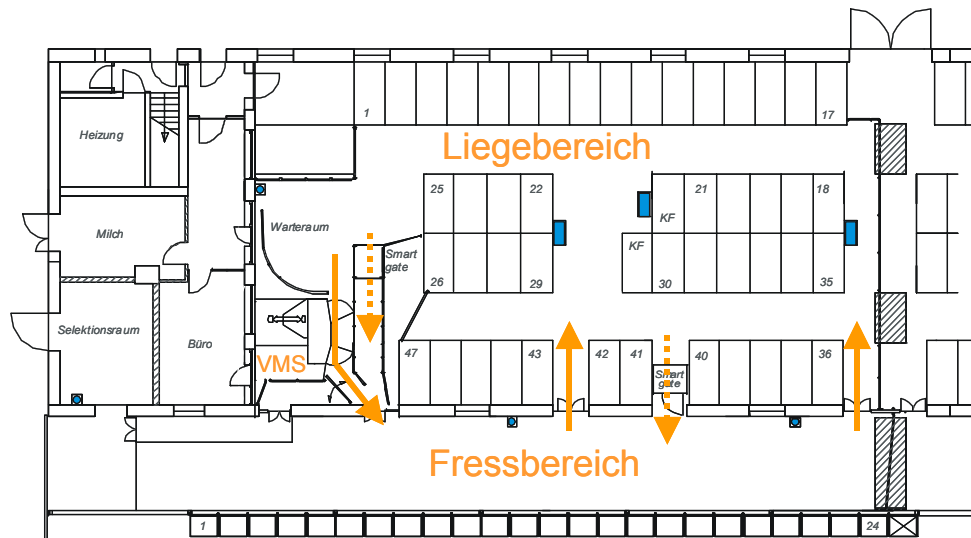 1
17
Heizung
Liegebereich
25
22
21
18
KF
Milch
Warteraum
Smart
gate
KF
26
29
30
35
Selektionsraum
Büro
VMS
47
43
42
41
40
36
Smart
gate
Fressbereich
1
24